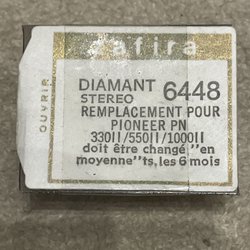 Zafira
OUVRIR
DIAMANT 6448
STEREO
REMPLACEMENT POUR
PIONEER PN
330II/550II/1000II
doit être changé "en
moyenne"ts, les 6 mois